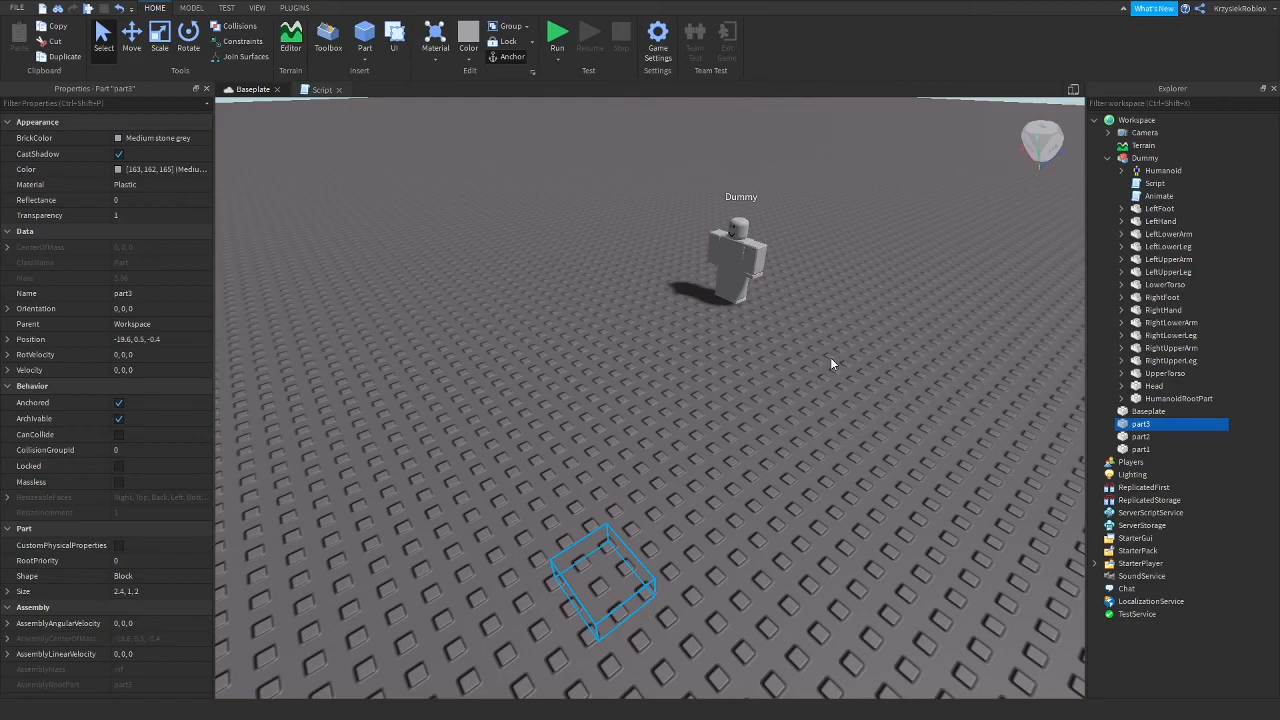 FILE HOME MODEL TEST VIEW PLUGINS What's New KrzysiekRoblox
Paste Copy Cut Duplicate Clipboard
Select Move Scale Rotate Collisions Constraints Join Surfaces Tools
Editor Terrain
Toolbox Part UI Insert
Material Color Group Lock Anchor Edit
Run Resume Stop Test
Game Settings Settings
Team Test Exit Game Team Test
Properties - Part "part3"
Filter Properties (Ctrl+Shift+P)
Appearance
BrickColor Medium stone grey
CastShadow
Color [163, 162, 165] (Mediu...
Material Plastic
Reflectance 0
Transparency 1
Data
CenterOfMass 0, 0, 0
ClassName Part
Mass 3.36
Name part3
Orientation 0, 0, 0
Parent Workspace
Position -19.6, 0.5, -0.4
RotVelocity 0, 0, 0
Velocity 0, 0, 0
Behavior
Anchored
Archivable
CanCollide
CollisionGroupId 0
Locked
Massless
ResizeableFaces Right, Top, Back, Left, Bott...
ResizeIncrement 1
Part
CustomPhysicalProperties
RootPriority 0
Shape Block
Size 2.4, 1, 2
Assembly
AssemblyAngularVelocity 0, 0, 0
AssemblyCenterOfMass -19.6, 0.5, -0.4
AssemblyLinearVelocity 0, 0, 0
AssemblyMass inf
AssemblyRootPart part3
Baseplate Script
Dummy
Explorer
Filter workspace (Ctrl+Shift+X)
Workspace
Camera
Terrain
Dummy
Humanoid
Script
Animate
LeftFoot
LeftHand
LeftLowerArm
LeftLowerLeg
LeftUpperArm
LeftUpperLeg
LowerTorso
RightFoot
RightHand
RightLowerArm
RightLowerLeg
RightUpperArm
RightUpperLeg
UpperTorso
Head
HumanoidRootPart
Baseplate
part3
part2
part1
Players
Lighting
ReplicatedFirst
ReplicatedStorage
ServerScriptService
ServerStorage
StarterGui
StarterPack
StarterPlayer
SoundService
Chat
LocalizationService
TestService